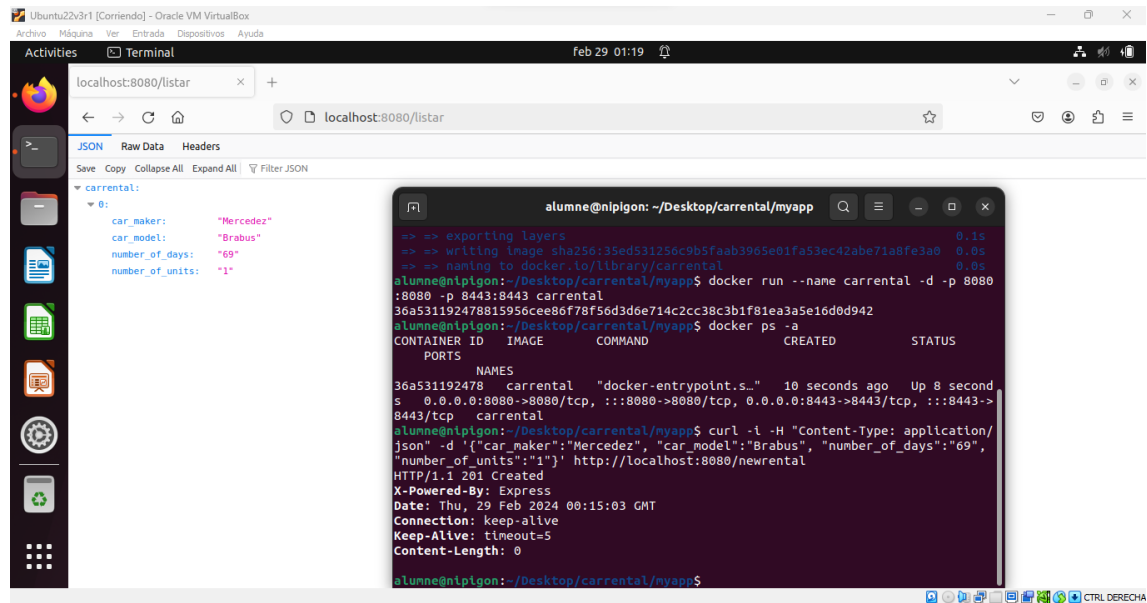 Ubuntu22v3r1 [Corriendo] - Oracle VM VirtualBox
Archivo Máquina Ver Entrada Dispositivos Ayuda
Activities Terminal feb 29 01:19
localhost:8080/listar
localhost:8080/listar
JSON Raw Data Headers
Save Copy Collapse All Expand All Filter JSON
carrental:
0:
car_maker: "Mercedez"
car_model: "Brabus"
number_of_days: "69"
number_of_units: "1"
alumne@nipigon: ~/Desktop/carrental/myapp
=> => exporting layers 0.1s
=> => writing image sha256:35ed531256c9b5faab3965e01fa53ec42abe71a8fe3a0 0.0s
=> => naming to docker.io/library/carrental 0.0s
alumne@nipigon:~/Desktop/carrental/myapp$ docker run --name carrental -d -p 8080
:8080 -p 8443:8443 carrental
36a531192478815956cee86f78f56d3d6e714c2cc38c3b1f81ea3a5e16d0d942
alumne@nipigon:~/Desktop/carrental/myapp$ docker ps -a
CONTAINER ID IMAGE COMMAND CREATED STATUS
PORTS
NAMES
36a531192478 carrental "docker-entrypoint.s…" 10 seconds ago Up 8 second
s 0.0.0.0:8080->8080/tcp, :::8080->8080/tcp, 0.0.0.0:8443->8443/tcp, :::8443->
8443/tcp carrental
alumne@nipigon:~/Desktop/carrental/myapp$ curl -i -H "Content-Type: application/
json" -d '{"car_maker":"Mercedez", "car_model":"Brabus", "number_of_days":"69",
"number_of_units":"1"}' http://localhost:8080/newrental
HTTP/1.1 201 Created
X-Powered-By: Express
Date: Thu, 29 Feb 2024 00:15:03 GMT
Connection: keep-alive
Keep-Alive: timeout=5
Content-Length: 0
alumne@nipigon:~/Desktop/carrental/myapp$
CTRL DERECHA